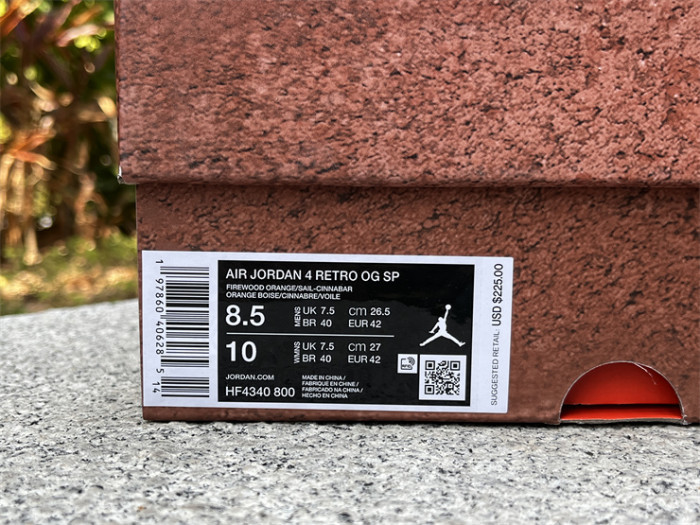 AIR JORDAN 4 RETRO OG SP
FIREWOOD ORANGE/SAIL-CINNABAR
ORANGE BOISE/CINNABRE/VOILE
8.5 MENS UK 7.5 CM 26.5
BR 40 EUR 42
10 WMNS UK 7.5 CM 27
BR 40 EUR 42
JORDAN.COM
HF4340 800
MADE IN CHINA /
FABRIQUE EN CHINE /
FABRICADO NA CHINA /
HECHO EN CHINA
1 97860 40628 5 14
SUGGESTED RETAIL: USD $225.00